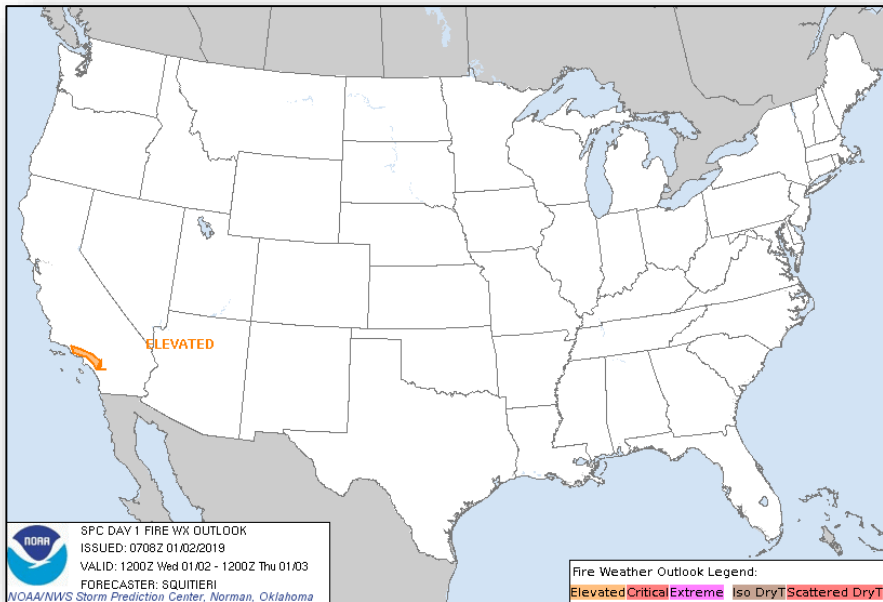 ELEVATED
NOAA
SPC DAY 1 FIRE WX OUTLOOK
ISSUED: 0708Z 01/02/2019
VALID: 1200Z Wed 01/02 - 1200Z Thu 01/03
FORECASTER: SQUITIERI
NOAA/NWS Storm Prediction Center, Norman, Oklahoma
Fire Weather Outlook Legend:
Elevated Critical Extreme Iso DryT Scattered DryT